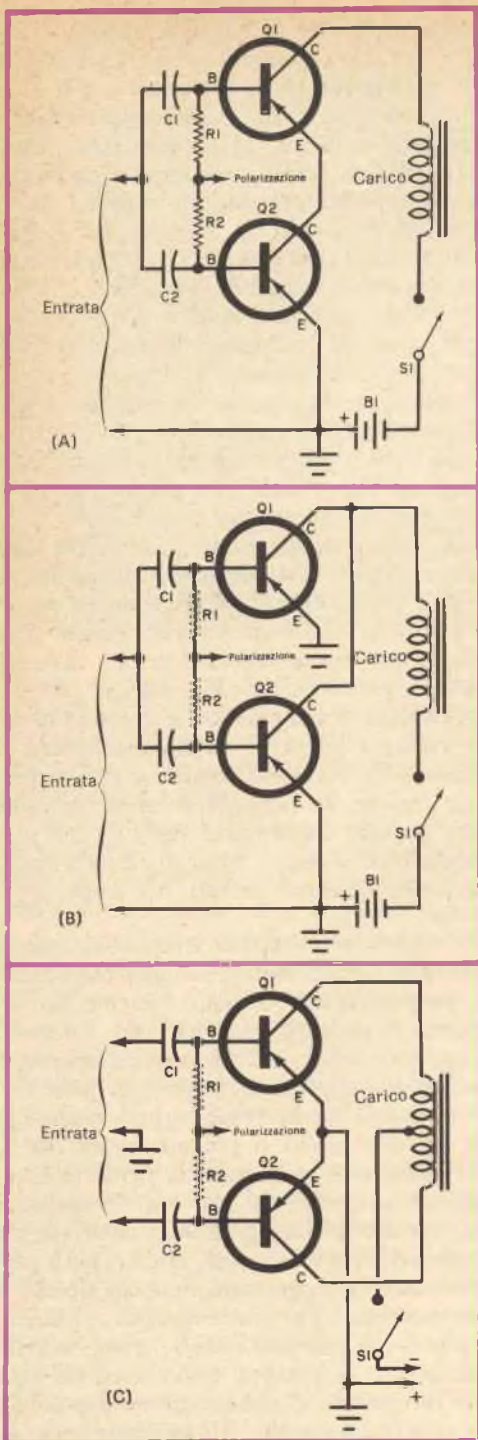 Q1
C
B
C1
R1
E
Polarizzazione
Carico
Q2
R2
C
B
C2
E
Entrata
S1
+ B1
(A)
Q1
C
B
C1
R1
E
Polarizzazione
Carico
Q2
R2
C
B
C2
E
Entrata
S1
+ B1
(B)
Q1
C
B
C1
R1
E
Carico
Entrata
Polarizzazione
Q2
E
R2
B
C2
C
S1
-
+
(C)